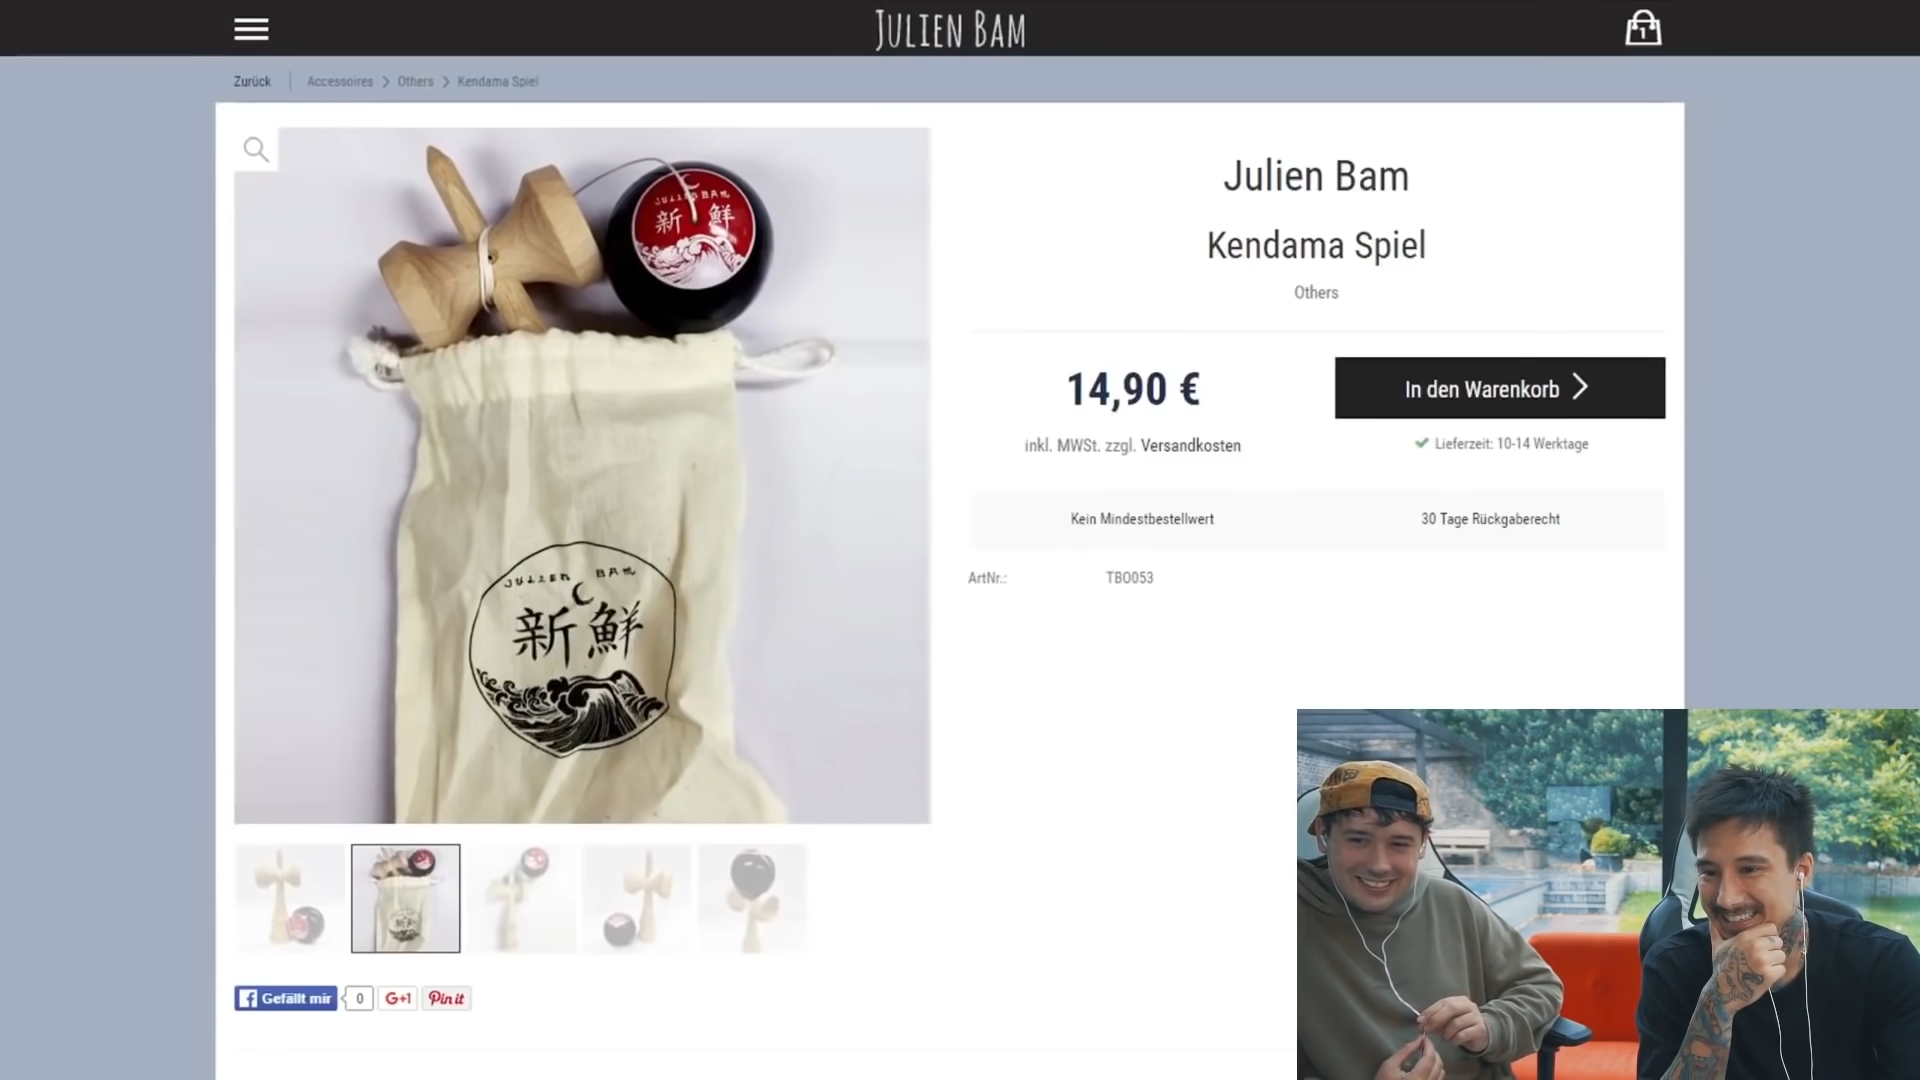 JULIEN BAM
1
Zurück
Accessoires > Others > Kendama Spiel
JULIEN BAM
新鮮
JULIEN BAM
新鮮
Julien Bam
Kendama Spiel
Others
14,90 €
In den Warenkorb
inkl. MWSt. zzgl. Versandkosten
Lieferzeit: 10-14 Werktage
Kein Mindestbestellwert
30 Tage Rückgaberecht
ArtNr.: TBO053
Gefällt mir
0
G+1
Pin it